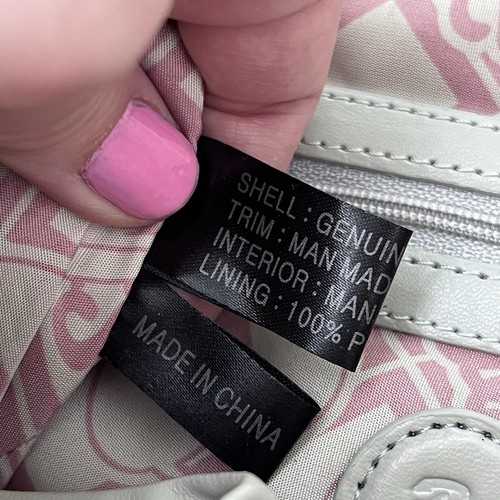 SHELL : GENUIN
TRIM : MAN MAD
INTERIOR : MAN
LINING : 100% P
MADE IN CHINA